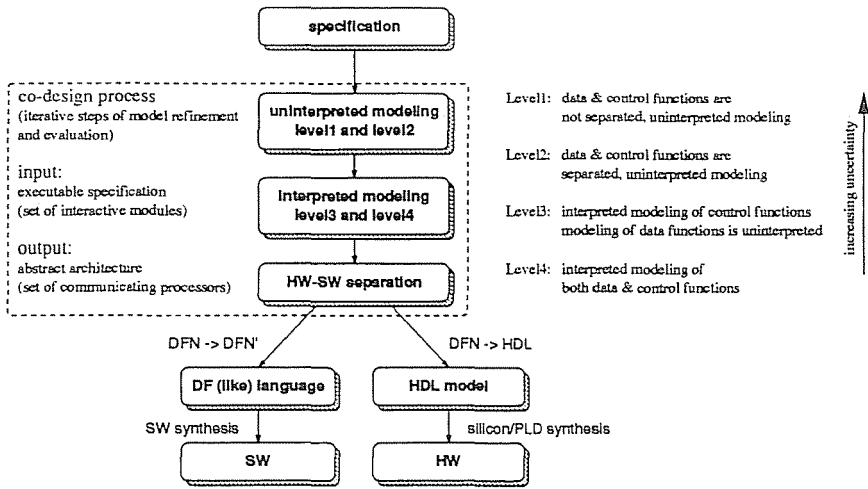 specification
co-design process
(iterative steps of model refinement
and evaluation)
input:
executable specification
(set of interactive modules)
output:
abstract architecture
(set of communicating processors)
uninterpreted modeling
level1 and level2
interpreted modeling
level3 and level4
HW-SW separation
Level1: data & control functions are
not separated, uninterpreted modeling
Level2: data & control functions are
separated, uninterpreted modeling
Level3: interpreted modeling of control functions
modeling of data functions is uninterpreted
Level4: interpreted modeling of
both data & control functions
increasing uncertainty
DFN -> DFN'
DFN -> HDL
DF (like) language
HDL model
SW synthesis
silicon/PLD synthesis
SW
HW